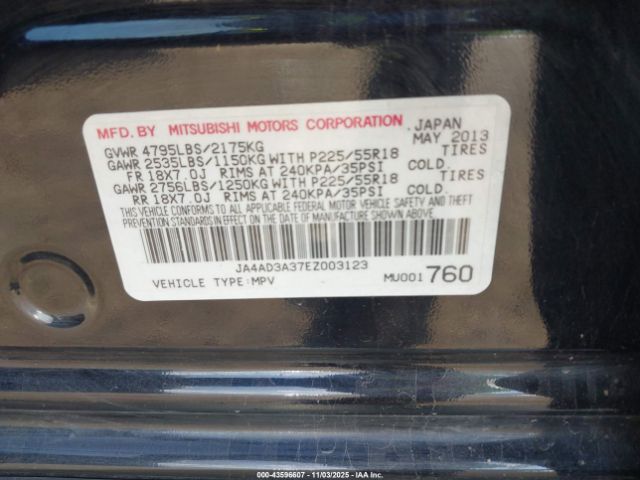 MFD. BY MITSUBISHI MOTORS CORPORATION. JAPAN
MAY 2013
GVWR 4795LBS/2175KG
GAWR 2535LBS/1150KG WITH P225/55R18 TIRES
FR 18X7.0J RIMS AT 240KPA/35PSI COLD.
GAWR 2756LBS/1250KG WITH P225/55R18 TIRES
RR 18X7.0J RIMS AT 240KPA/35PSI COLD.
THIS VEHICLE CONFORMS TO ALL APPLICABLE FEDERAL MOTOR VEHICLE SAFETY AND THEFT
PREVENTION STANDARDS IN EFFECT ON THE DATE OF MANUFACTURE SHOWN ABOVE.
JA4AD3A37EZ003123
VEHICLE TYPE:MPV MU001760
00-43596607 - 11/03/2025 - © IAA Inc.